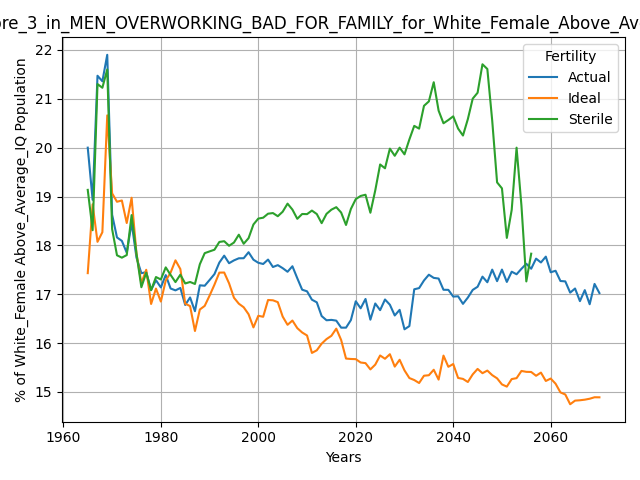 ore_3_in_MEN_OVERWORKING_BAD_FOR_FAMILY_for_White_Female_Above_Av
% of White_Female Above_Average_IQ Population
22
21
20
19
18
17
16
15
1960
1980
2000
2020
2040
2060
Years
Fertility
Actual
Ideal
Sterile